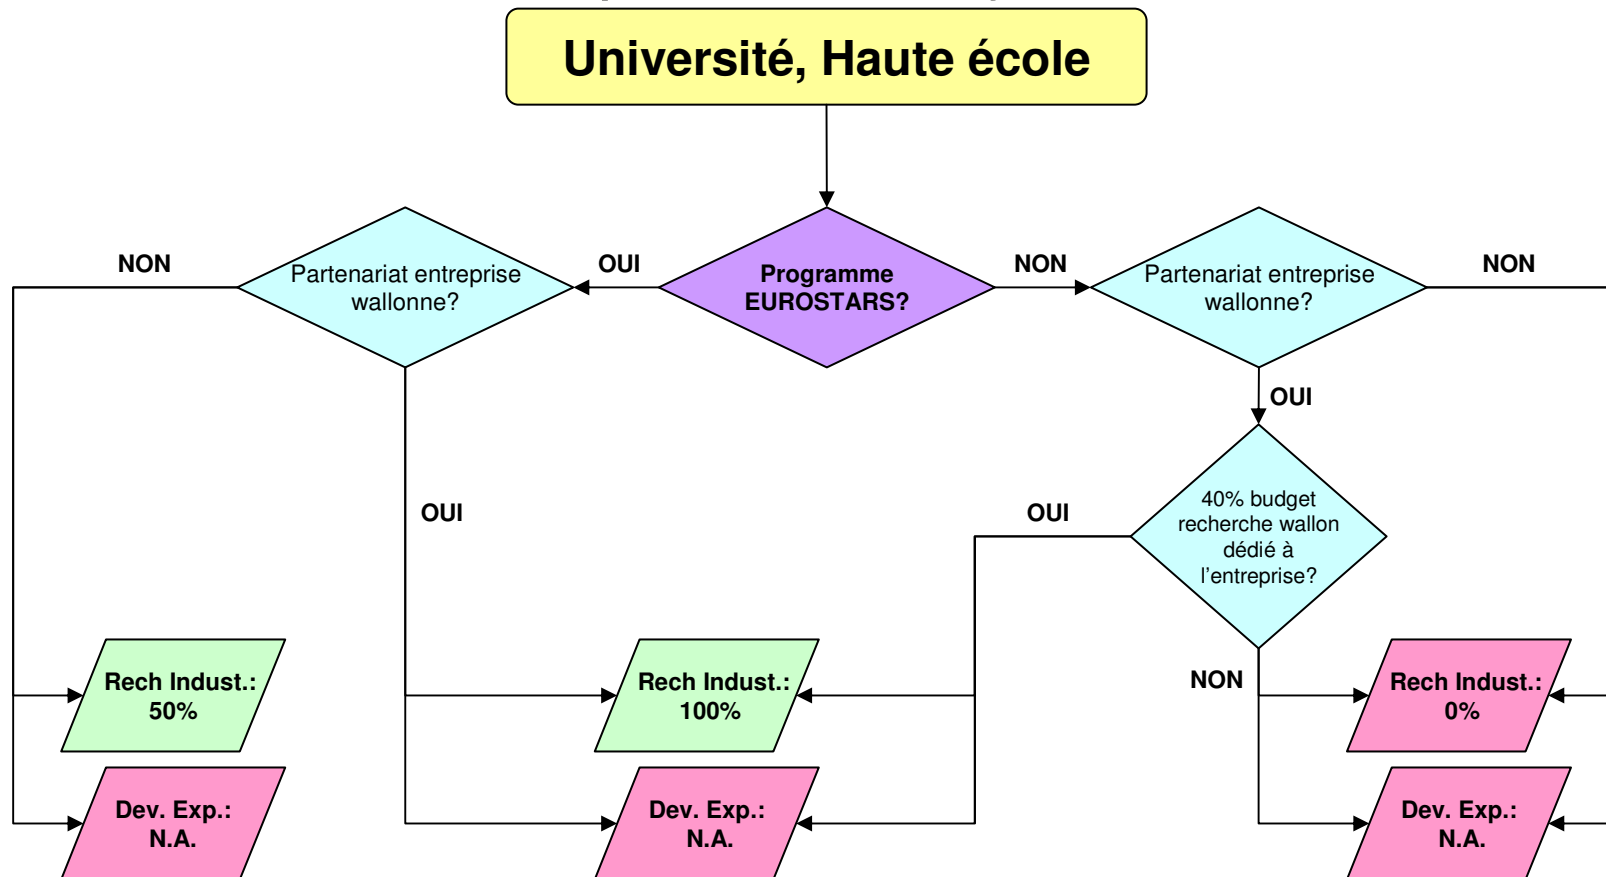 Université, Haute école
NON
Partenariat entreprise
wallonne?
OUI
Programme
EUROSTARS?
NON
Partenariat entreprise
wallonne?
NON
OUI
OUI
OUI
40% budget
recherche wallon
dédié à
l'entreprise?
NON
Rech Indust.:
50%
Rech Indust.:
100%
Rech Indust.:
0%
Dev. Exp.:
N.A.
Dev. Exp.:
N.A.
Dev. Exp.:
N.A.